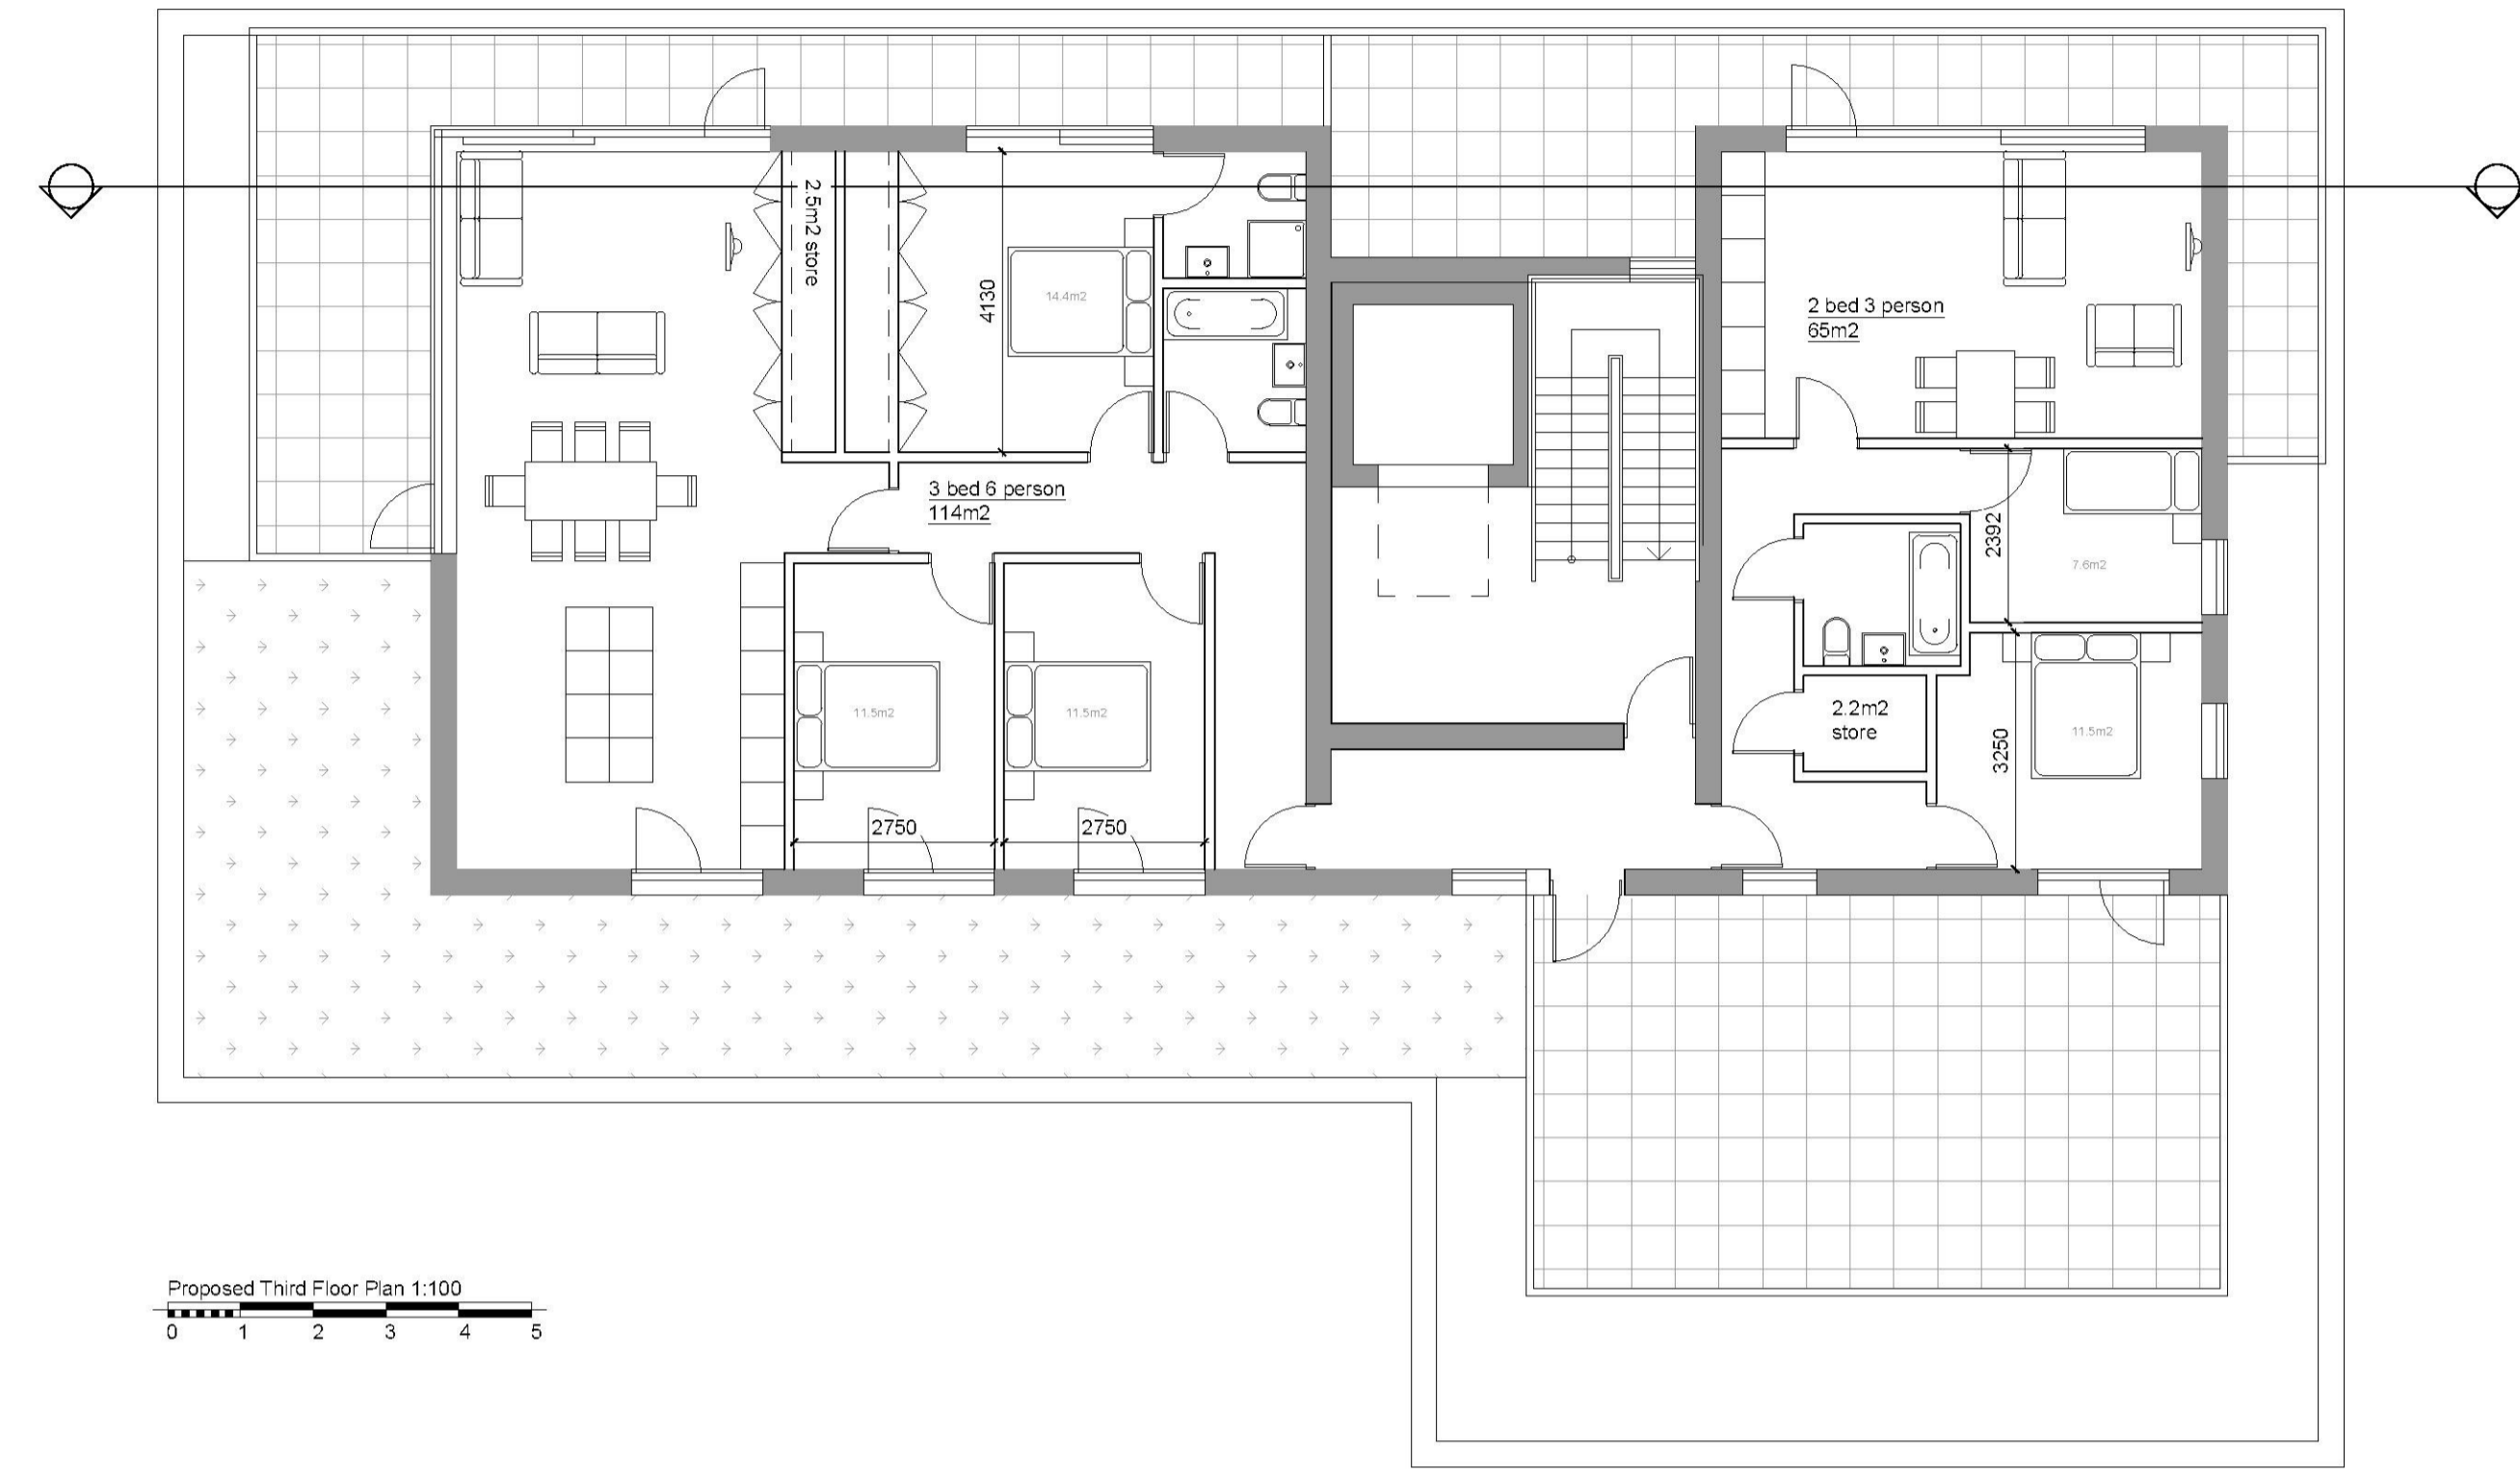 2.5m2 store
4130
14.4m2
2 bed 3 person
65m2
3 bed 6 person
114m2
2392
7.6m2
11.5m2
11.5m2
2.2m2
store
3250
11.5m2
2750
2750
Proposed Third Floor Plan 1:100
0 1 2 3 4 5